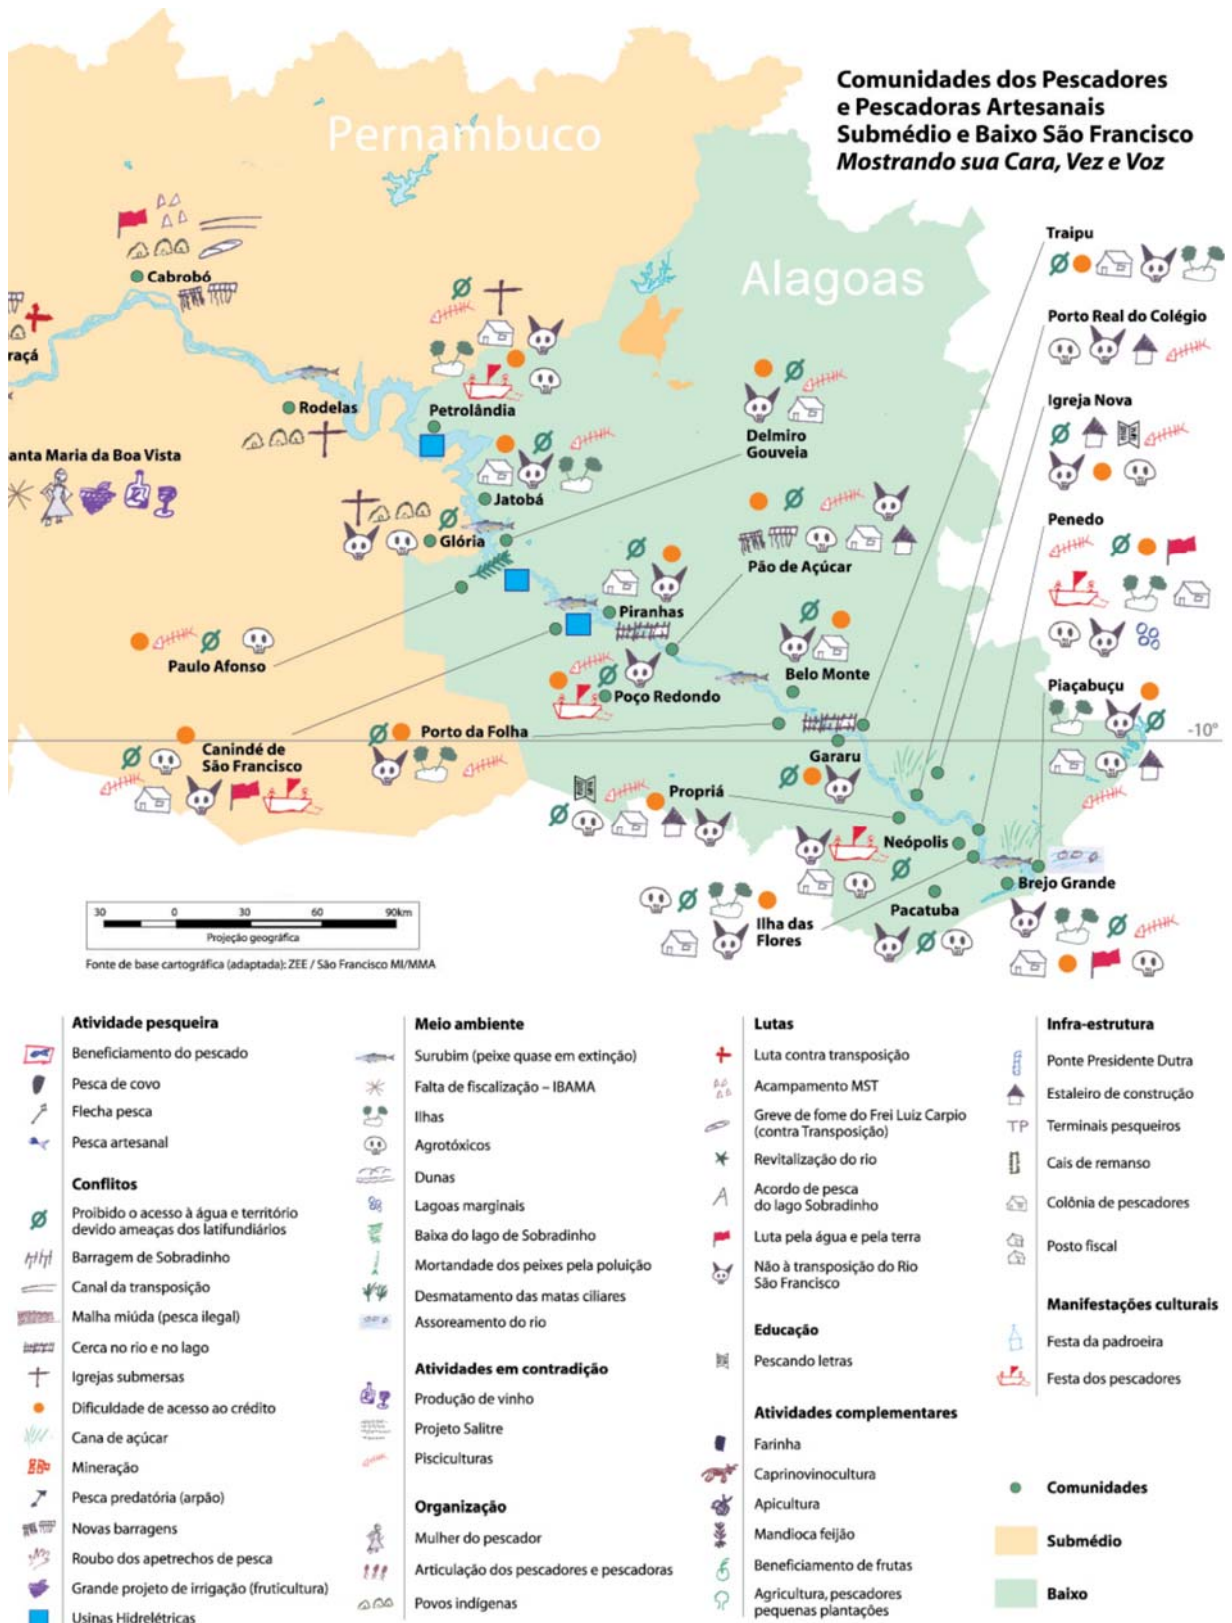 Comunidades dos Pescadores
e Pescadoras Artesanais
Submédio e Baixo São Francisco
Mostrando sua Cara, Vez e Voz
Pernambuco
Alagoas
Traipu
Porto Real do Colégio
Igreja Nova
Penedo
Piaçabuçu
-10°
Cabrobó
raçá
Rodelas
Petrolândia
anta Maria da Boa Vista
Jatobá
Glória
Delmiro
Gouveia
Pão de Açúcar
Piranhas
Belo Monte
Paulo Afonso
Poço Redondo
Porto da Folha
Canindé de
São Francisco
Gararu
Propriá
Neópolis
Brejo Grande
Pacatuba
Ilha das
Flores
30 0 30 60 90km
Projeção geográfica
Fonte de base cartográfica (adaptada): ZEE / São Francisco MI/MMA
Atividade pesqueira
Beneficiamento do pescado
Pesca de covo
Flecha pesca
Pesca artesanal
Conflitos
Proibido o acesso à água e território
devido ameaças dos latifundiários
Barragem de Sobradinho
Canal da transposição
Malha miúda (pesca ilegal)
Cerca no rio e no lago
Igrejas submersas
Dificuldade de acesso ao crédito
Cana de açúcar
Mineração
Pesca predatória (arpão)
Novas barragens
Roubo dos apetrechos de pesca
Grande projeto de irrigação (fruticultura)
Usinas Hidrelétricas
Meio ambiente
Surubim (peixe quase em extinção)
Falta de fiscalização – IBAMA
Ilhas
Agrotóxicos
Dunas
Lagoas marginais
Baixa do lago de Sobradinho
Mortandade dos peixes pela poluição
Desmatamento das matas ciliares
Assoreamento do rio
Atividades em contradição
Produção de vinho
Projeto Salitre
Pisciculturas
Organização
Mulher do pescador
Articulação dos pescadores e pescadoras
Povos indígenas
Lutas
Luta contra transposição
Acampamento MST
Greve de fome do Frei Luiz Carpio
(contra Transposição)
Revitalização do rio
Acordo de pesca
do lago Sobradinho
Luta pela água e pela terra
Não à transposição do Rio
São Francisco
Educação
Pescando letras
Atividades complementares
Farinha
Caprinovinocultura
Apicultura
Mandioca feijão
Beneficiamento de frutas
Agricultura, pescadores
pequenas plantações
Infra-estrutura
Ponte Presidente Dutra
Estaleiro de construção
TP Terminais pesqueiros
Cais de remanso
Colônia de pescadores
Posto fiscal
Manifestações culturais
Festa da padroeira
Festa dos pescadores
Comunidades
Submédio
Baixo